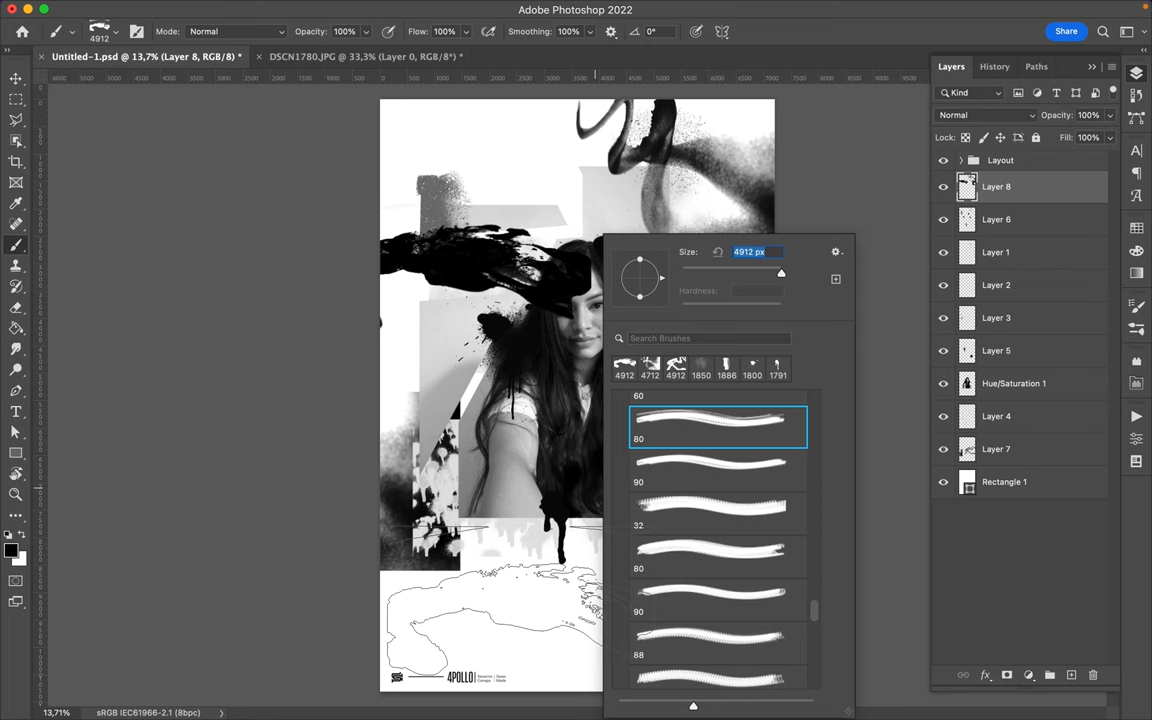 Adobe Photoshop 2022
4912
Mode: Normal
Opacity: 100%
Flow: 100%
Smoothing: 100%
0°
Share
Untitled-1.psd @ 13,7% (Layer 8, RGB/8) *
DSCN1780.JPG @ 33,3% (Layer 0, RGB/8*) *
Layers
History
Paths
Kind
Normal
Opacity: 100%
Lock:
Fill: 100%
Layout
Layer 8
Layer 6
Layer 1
Layer 2
Layer 3
Layer 5
Hue/Saturation 1
Layer 4
Layer 7
Rectangle 1
Size:
4912 px
Hardness:
Search Brushes
4912 4712 4912 1850 1886 1800 1791
60
80
90
32
80
90
88
4POLLO
13,71%
sRGB IEC61966-2.1 (8bpc)